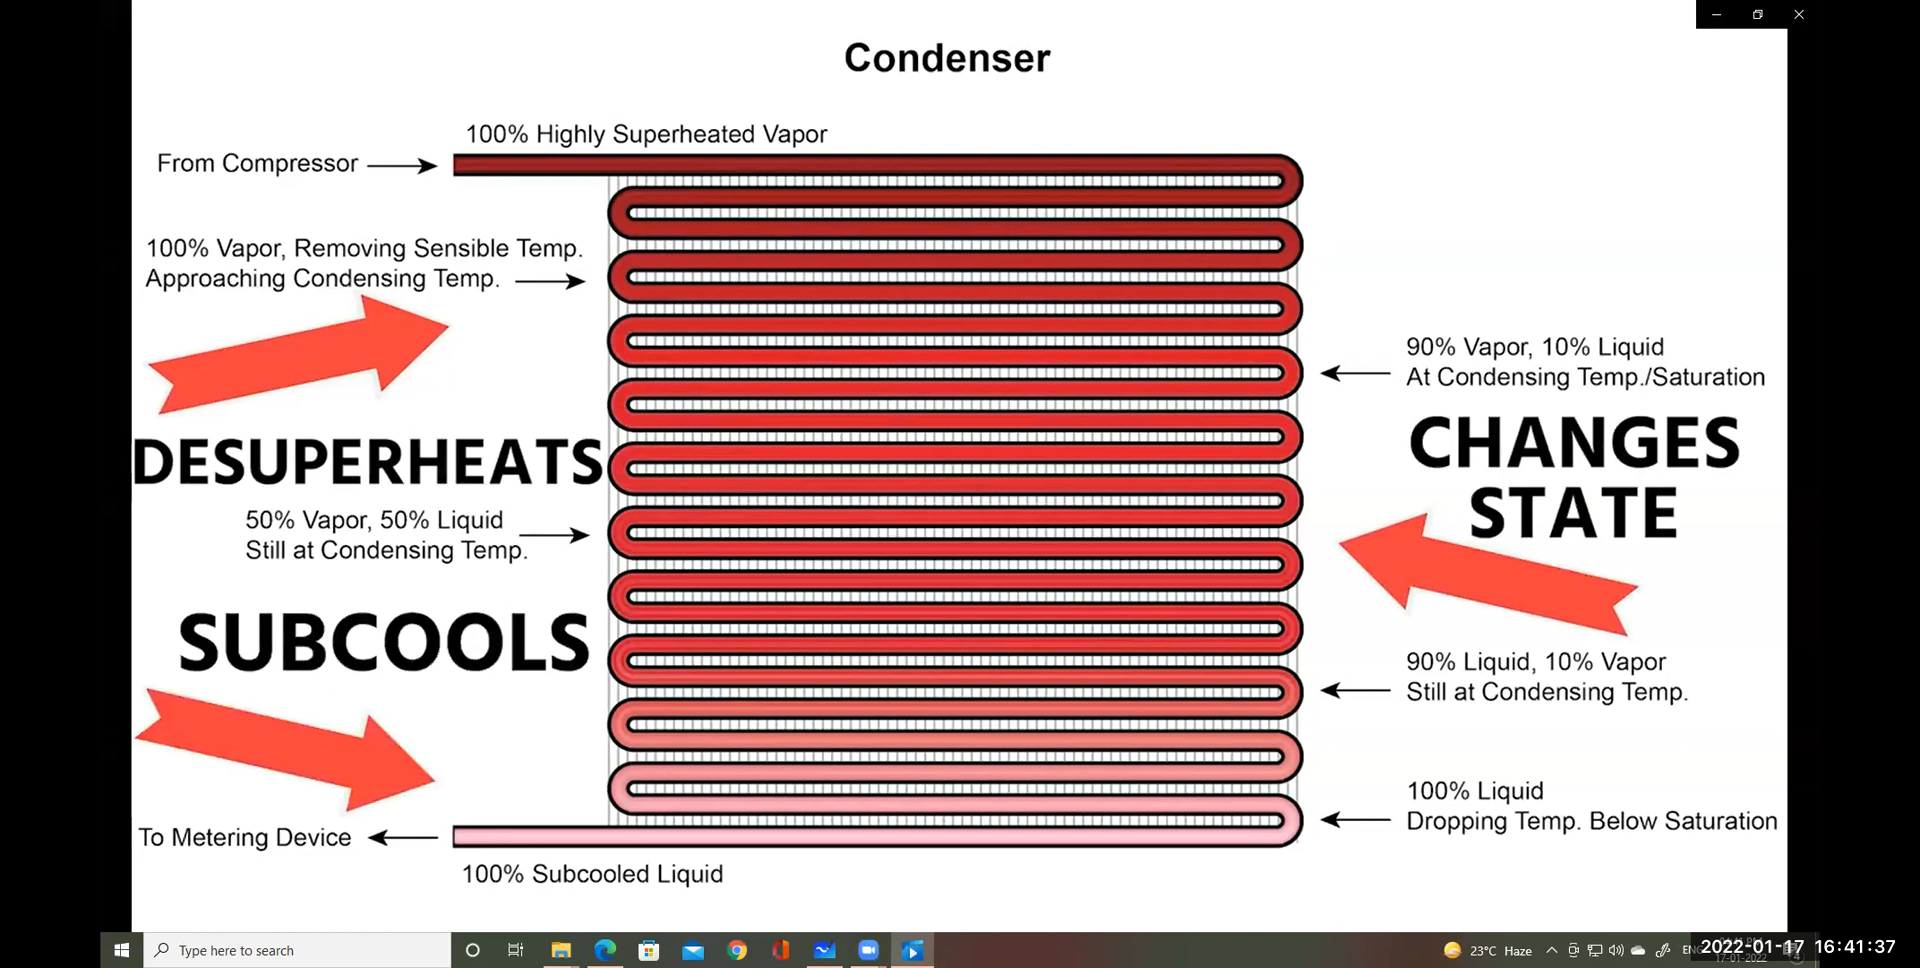 Condenser
100% Highly Superheated Vapor
From Compressor
100% Vapor, Removing Sensible Temp.
Approaching Condensing Temp.
90% Vapor, 10% Liquid
At Condensing Temp./Saturation
DESUPERHEATS
CHANGES
STATE
50% Vapor, 50% Liquid
Still at Condensing Temp.
SUBCOOLS
90% Liquid, 10% Vapor
Still at Condensing Temp.
100% Liquid
Dropping Temp. Below Saturation
To Metering Device
100% Subcooled Liquid
Type here to search
23°C Haze
2022-01-17 16:41:37
17-01-2022